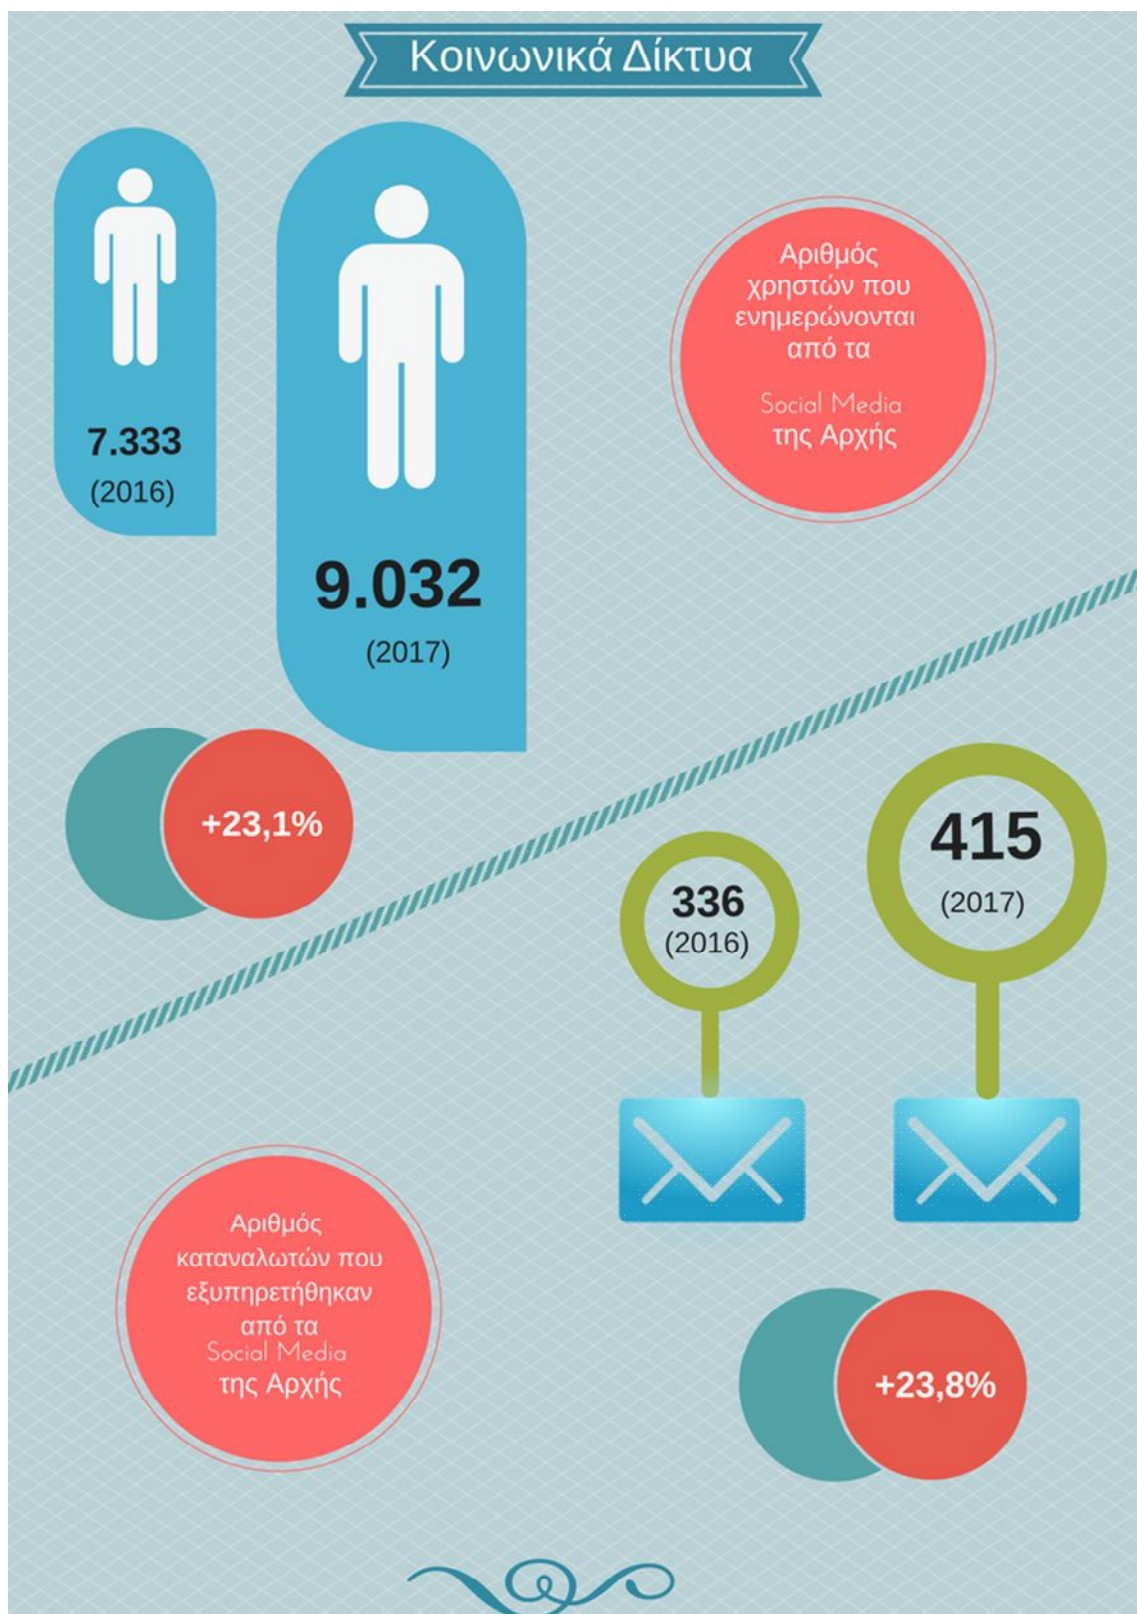 Κοινωνικά Δίκτυα
7.333
(2016)
9.032
(2017)
Αριθμός
χρηστών που
ενημερώνονται
από τα
Social Media
της Αρχής
+23,1%
336
(2016)
415
(2017)
Αριθμός
καταναλωτών που
εξυπηρετήθηκαν
από τα
Social Media
της Αρχής
+23,8%